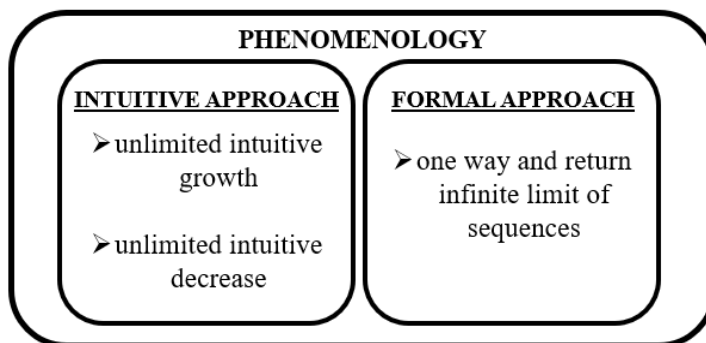 PHENOMENOLOGY
INTUITIVE APPROACH
➢ unlimited intuitive
growth
➢ unlimited intuitive
decrease
FORMAL APPROACH
➢ one way and return
infinite limit of
sequences